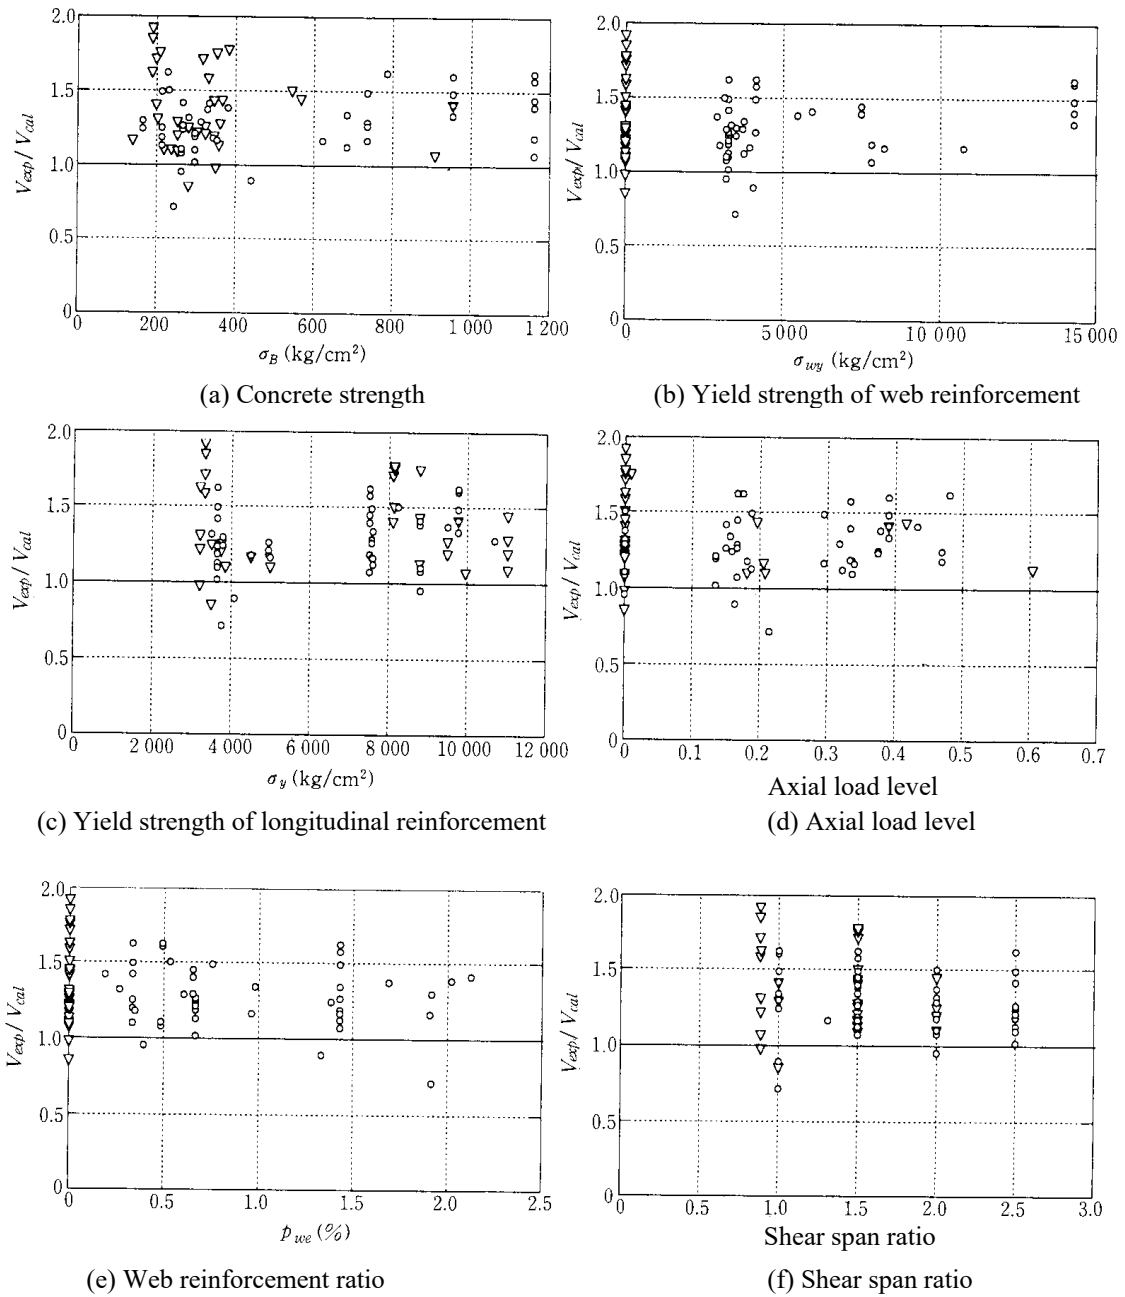 2.0
1.5
1.0
0.5
0
V_exp / V_cal
0 200 400 600 800 1 000 1 200
σ_B (kg/cm²)
(a) Concrete strength
2.0
1.5
1.0
0.5
0
V_exp / V_cal
0 5 000 10 000 15 000
σ_wy (kg/cm²)
(b) Yield strength of web reinforcement
2.0
1.5
1.0
0.5
0
V_exp / V_cal
0 2 000 4 000 6 000 8 000 10 000 12 000
σ_y (kg/cm²)
(c) Yield strength of longitudinal reinforcement
2.0
1.5
1.0
0.5
0
V_exp / V_cal
0 0.1 0.2 0.3 0.4 0.5 0.6 0.7
Axial load level
(d) Axial load level
2.0
1.5
1.0
0.5
0
V_exp / V_cal
0 0.5 1.0 1.5 2.0 2.5
p_we (%)
(e) Web reinforcement ratio
2.0
1.5
1.0
0.5
0
V_exp / V_cal
0 0.5 1.0 1.5 2.0 2.5 3.0
Shear span ratio
(f) Shear span ratio